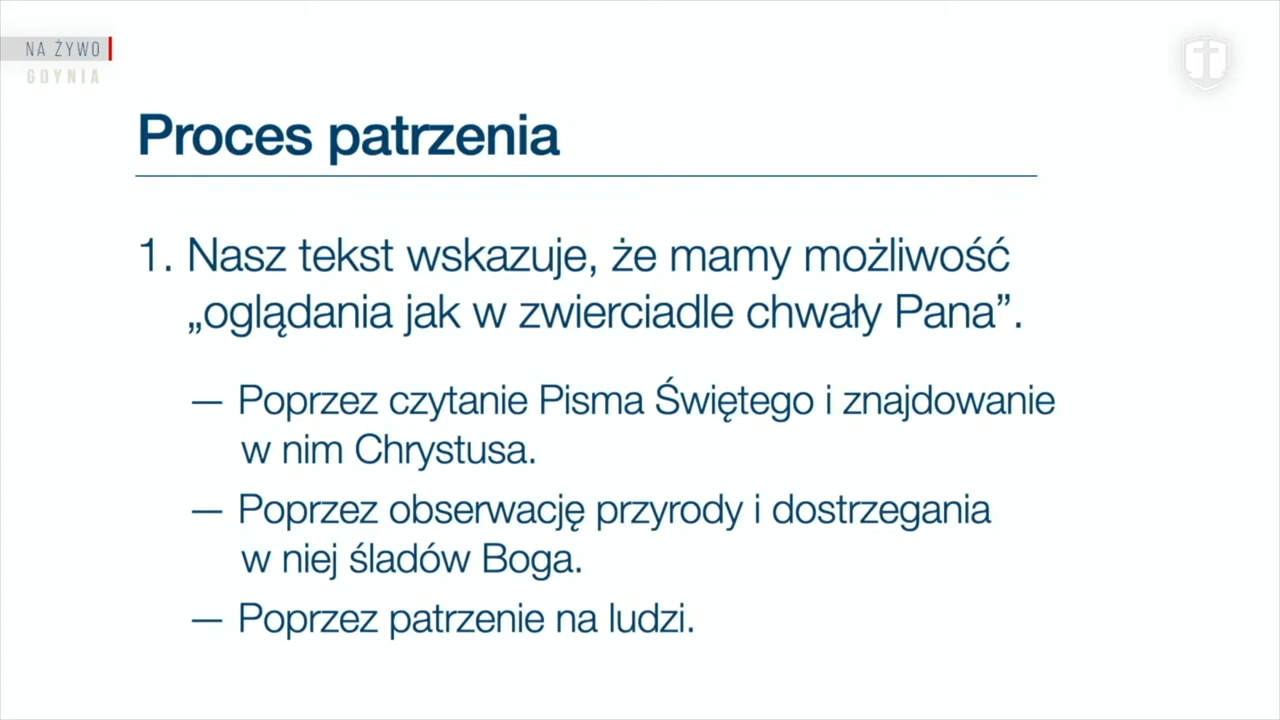 NA ŻYWO
GDYNIA
Proces patrzenia
1. Nasz tekst wskazuje, że mamy możliwość
„oglądania jak w zwierciadle chwały Pana”.
— Poprzez czytanie Pisma Świętego i znajdowanie
w nim Chrystusa.
— Poprzez obserwację przyrody i dostrzegania
w niej śladów Boga.
— Poprzez patrzenie na ludzi.